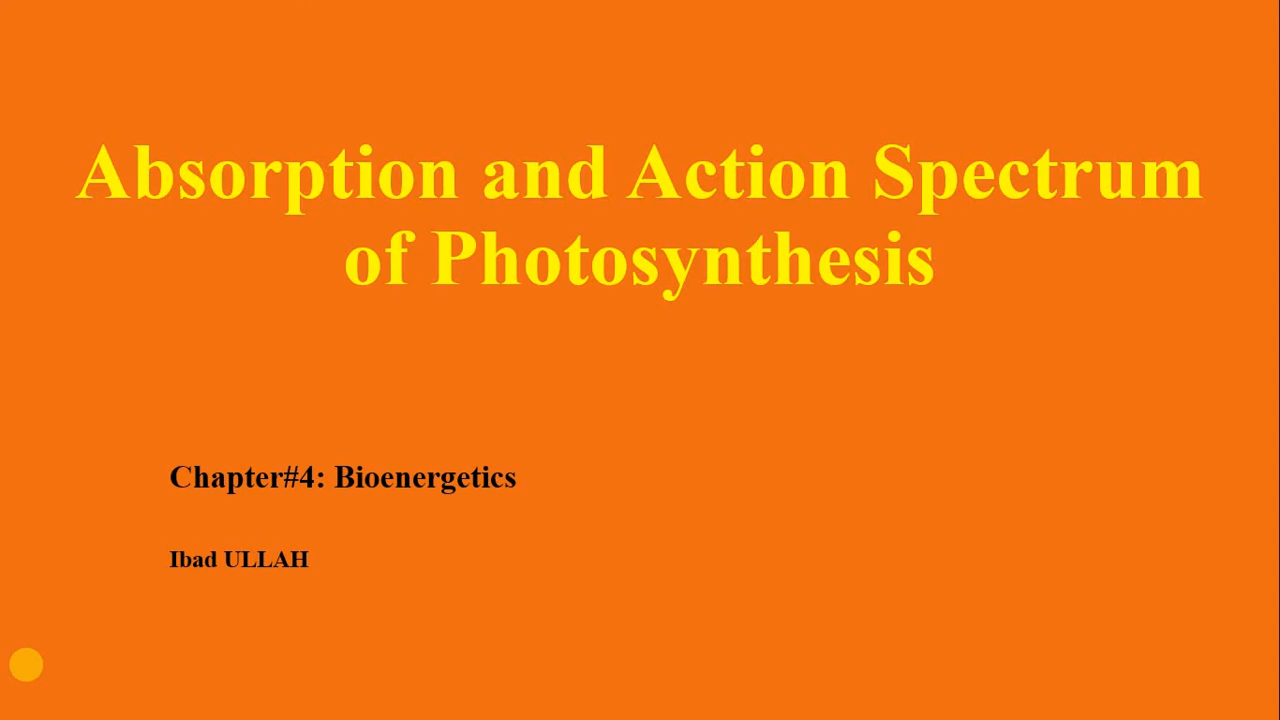 Absorption and Action Spectrum
of Photosynthesis
Chapter#4: Bioenergetics
Ibad ULLAH